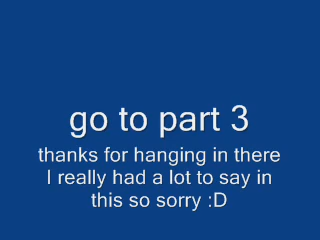 go to part 3
thanks for hanging in there
I really had a lot to say in
this so sorry :D